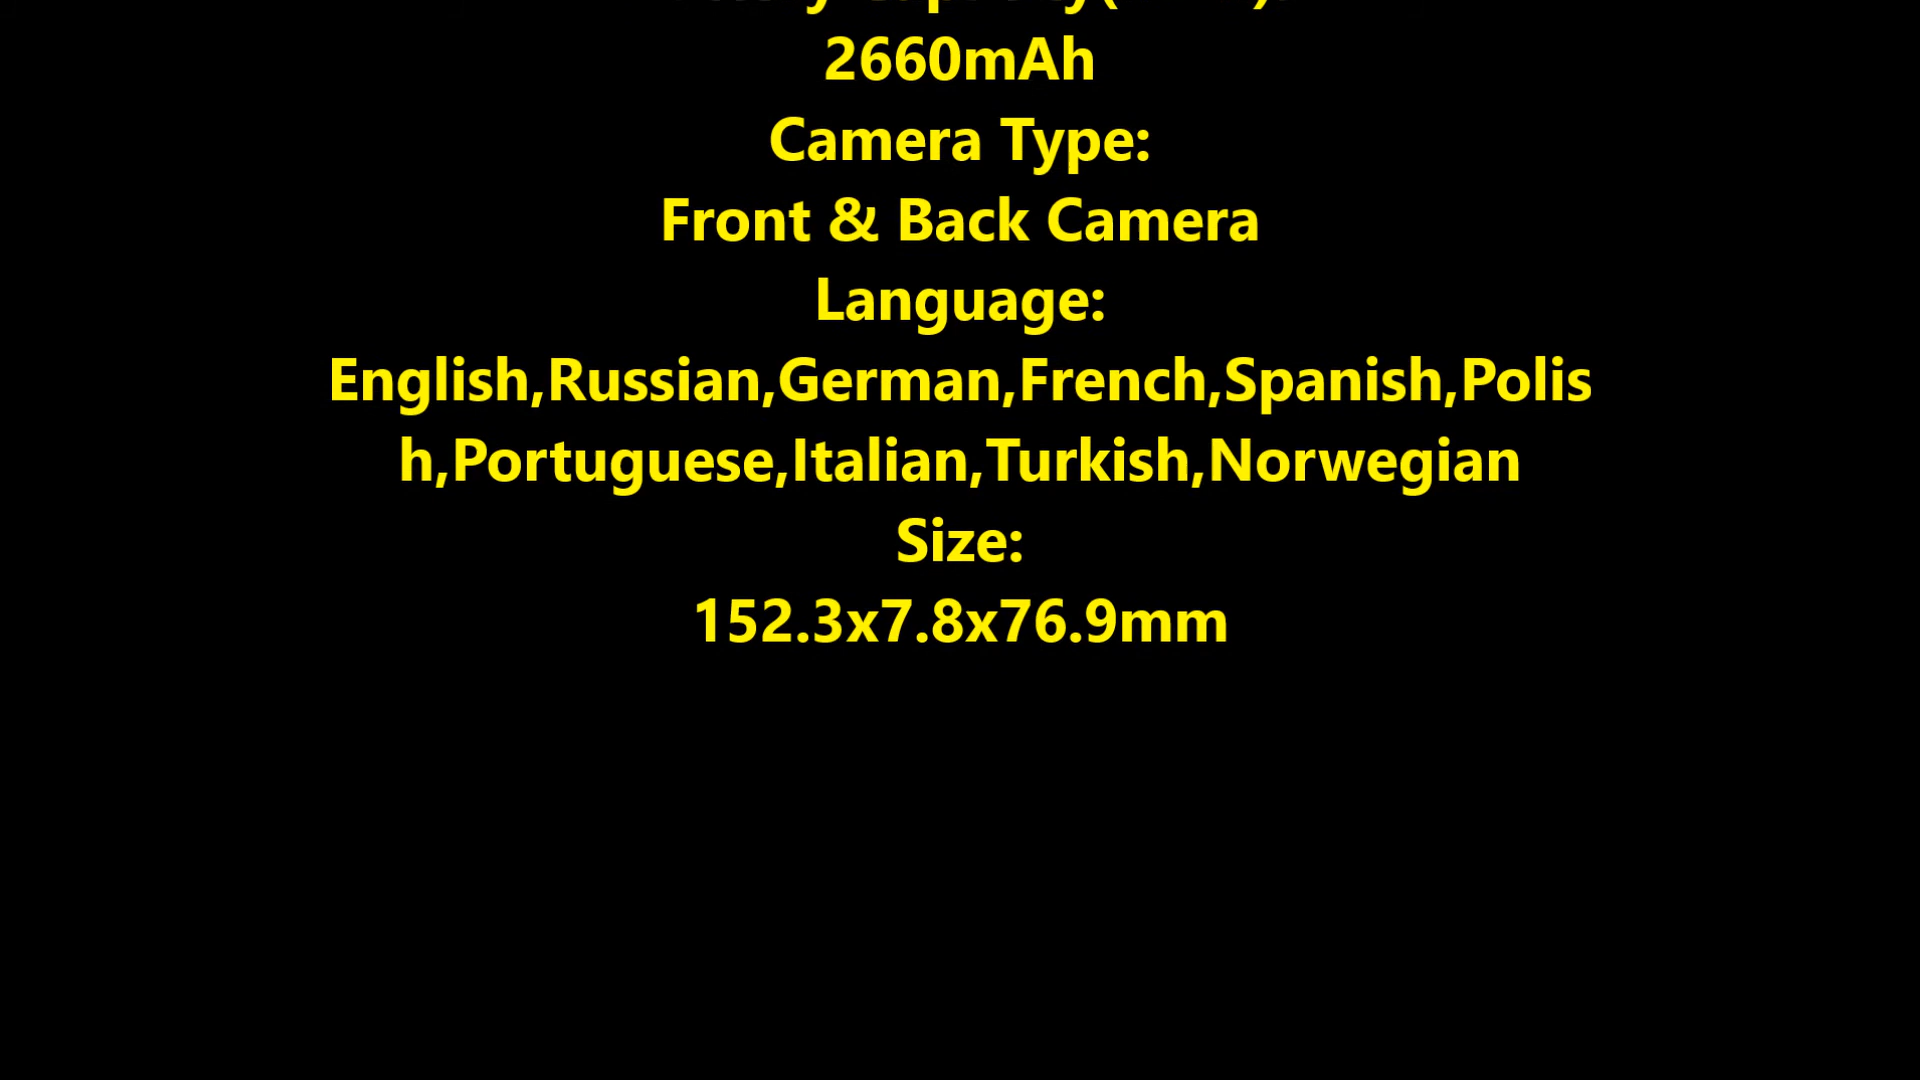 2660mAh
Camera Type:
Front & Back Camera
Language:
English,Russian,German,French,Spanish,Polis
h,Portuguese,Italian,Turkish,Norwegian
Size:
152.3x7.8x76.9mm